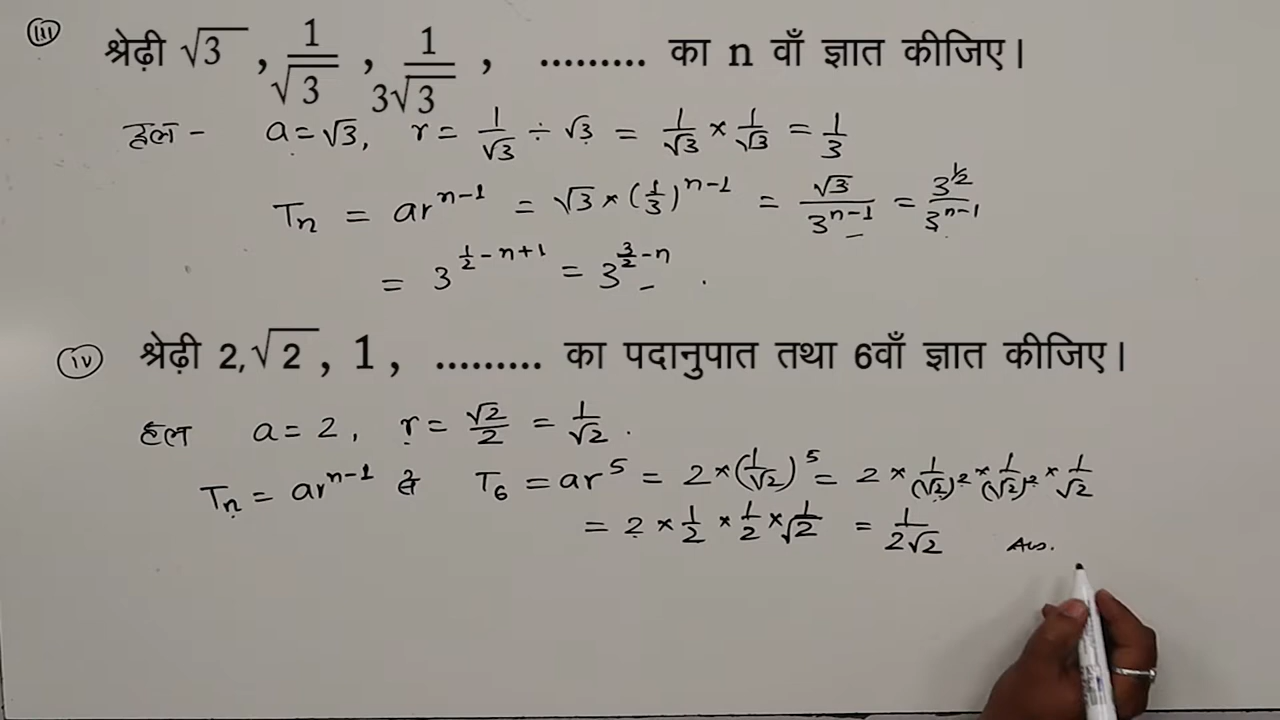 (iii) श्रेढ़ी √3 , 1/√3 , 1/3√3 , ......... का n वाँ ज्ञात कीजिए।
हल - a = √3, r = 1/√3 ÷ √3 = 1/√3 × 1/√3 = 1/3
Tn = ar^(n-1) = √3 × (1/3)^(n-1) = √3/3^(n-1) = 3^(1/2)/3^(n-1)
= 3^(1/2 - n + 1) = 3^(3/2 - n) .
(iv) श्रेढ़ी 2, √2 , 1 , ......... का पदानुपात तथा 6वाँ ज्ञात कीजिए।
हल a = 2, r = √2/2 = 1/√2 .
Tn = ar^(n-1) से T6 = ar^5 = 2 × (1/√2)^5 = 2 × 1/(√2)^2 × 1/(√2)^2 × 1/√2
= 2 × 1/2 × 1/2 × 1/√2 = 1/2√2 Ans.